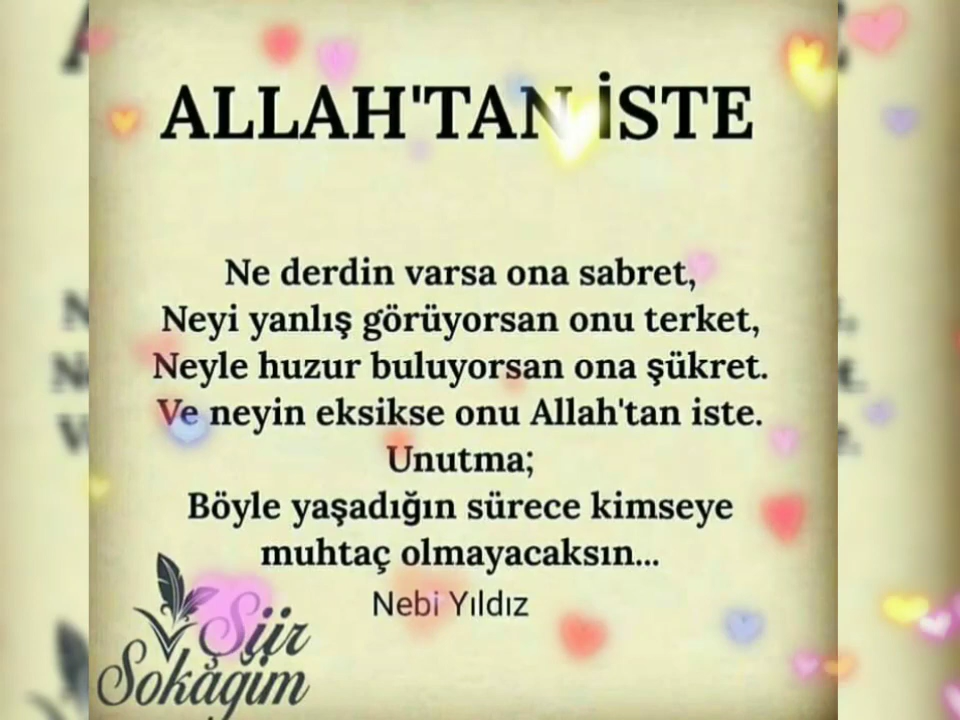 ALLAH'TAN İSTE
Ne derdin varsa ona sabret,
Neyi yanlış görüyorsan onu terket,
Neyle huzur buluyorsan ona şükret.
Ve neyin eksikse onu Allah'tan iste.
Unutma;
Böyle yaşadığın sürece kimseye
muhtaç olmayacaksın...
Nebi Yıldız
Şiir
Sokağım